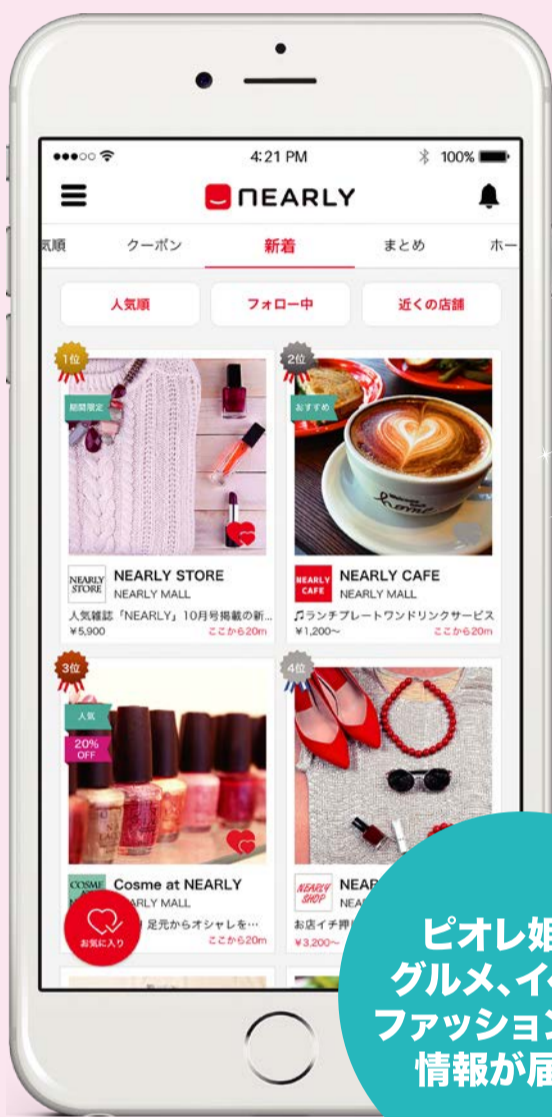 4:21 PM
100%
NEARLY
気順
クーポン
新着
まとめ
ホー
人気順
フォロー中
近くの店舗
1位
期間限定
2位
おすすめ
Welcome
home
NEARLY STORE
NEARLY STORE
NEARLY MALL
人気雑誌「NEARLY」10月号掲載の新…
¥5,900
ここから20m
NEARLY CAFE
NEARLY CAFE
NEARLY MALL
♫ランチプレートワンドリンクサービス
¥1,200〜
ここから20m
3位
人気
20%
OFF
4位
COSME
Cosme at NEARLY
ARLY MALL
足元からオシャレを…
ここから20m
お気に入り
NEARLY SHOP
NEAR
NEA
お店イチ押
¥3,200〜
ピオレ姫
グルメ、イ
ファッション
情報が届